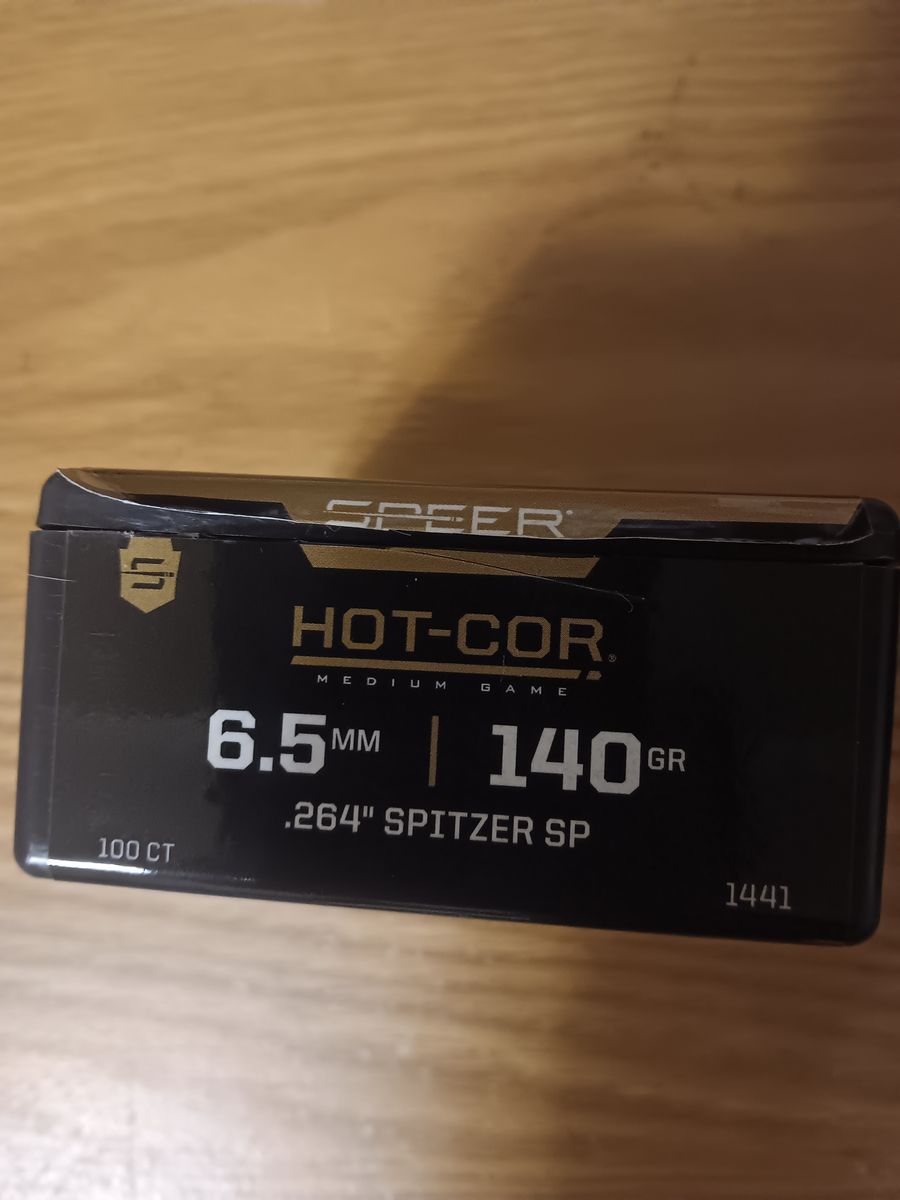 SPEER
HOT-COR®
MEDIUM GAME
6.5MM | 140GR
.264" SPITZER SP
100 CT
1441